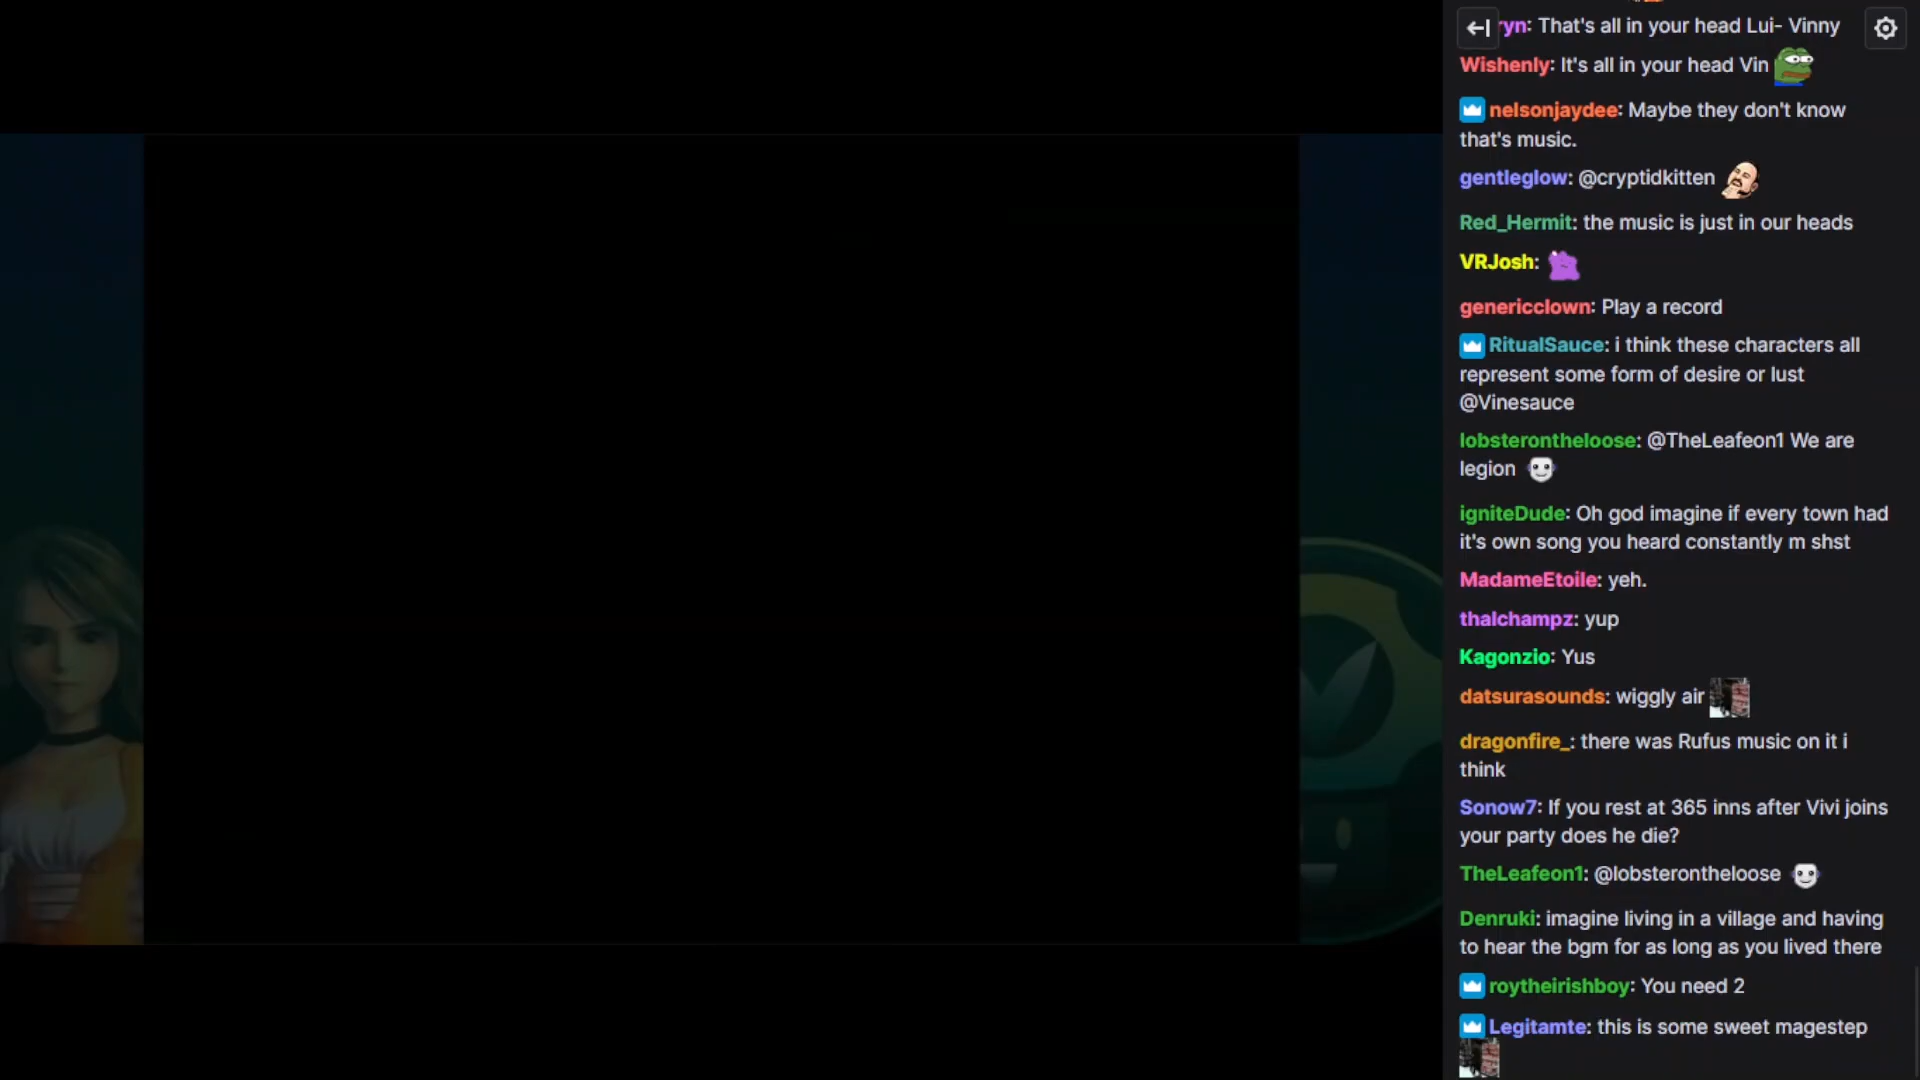 ryn: That's all in your head Lui- Vinny
Wishenly: It's all in your head Vin
nelsonjaydee: Maybe they don't know
that's music.
gentleglow: @cryptidkitten
Red_Hermit: the music is just in our heads
VRJosh:
genericclown: Play a record
RitualSauce: i think these characters all
represent some form of desire or lust
@Vinesauce
lobsterontheloose: @TheLeafeon1 We are
legion
igniteDude: Oh god imagine if every town had
it's own song you heard constantly m shst
MadameEtoile: yeh.
thalchampz: yup
Kagonzio: Yus
datsurasounds: wiggly air
dragonfire_: there was Rufus music on it i
think
Sonow7: If you rest at 365 inns after Vivi joins
your party does he die?
TheLeafeon1: @lobsterontheloose
Denruki: imagine living in a village and having
to hear the bgm for as long as you lived there
roytheirishboy: You need 2
Legitamte: this is some sweet magestep